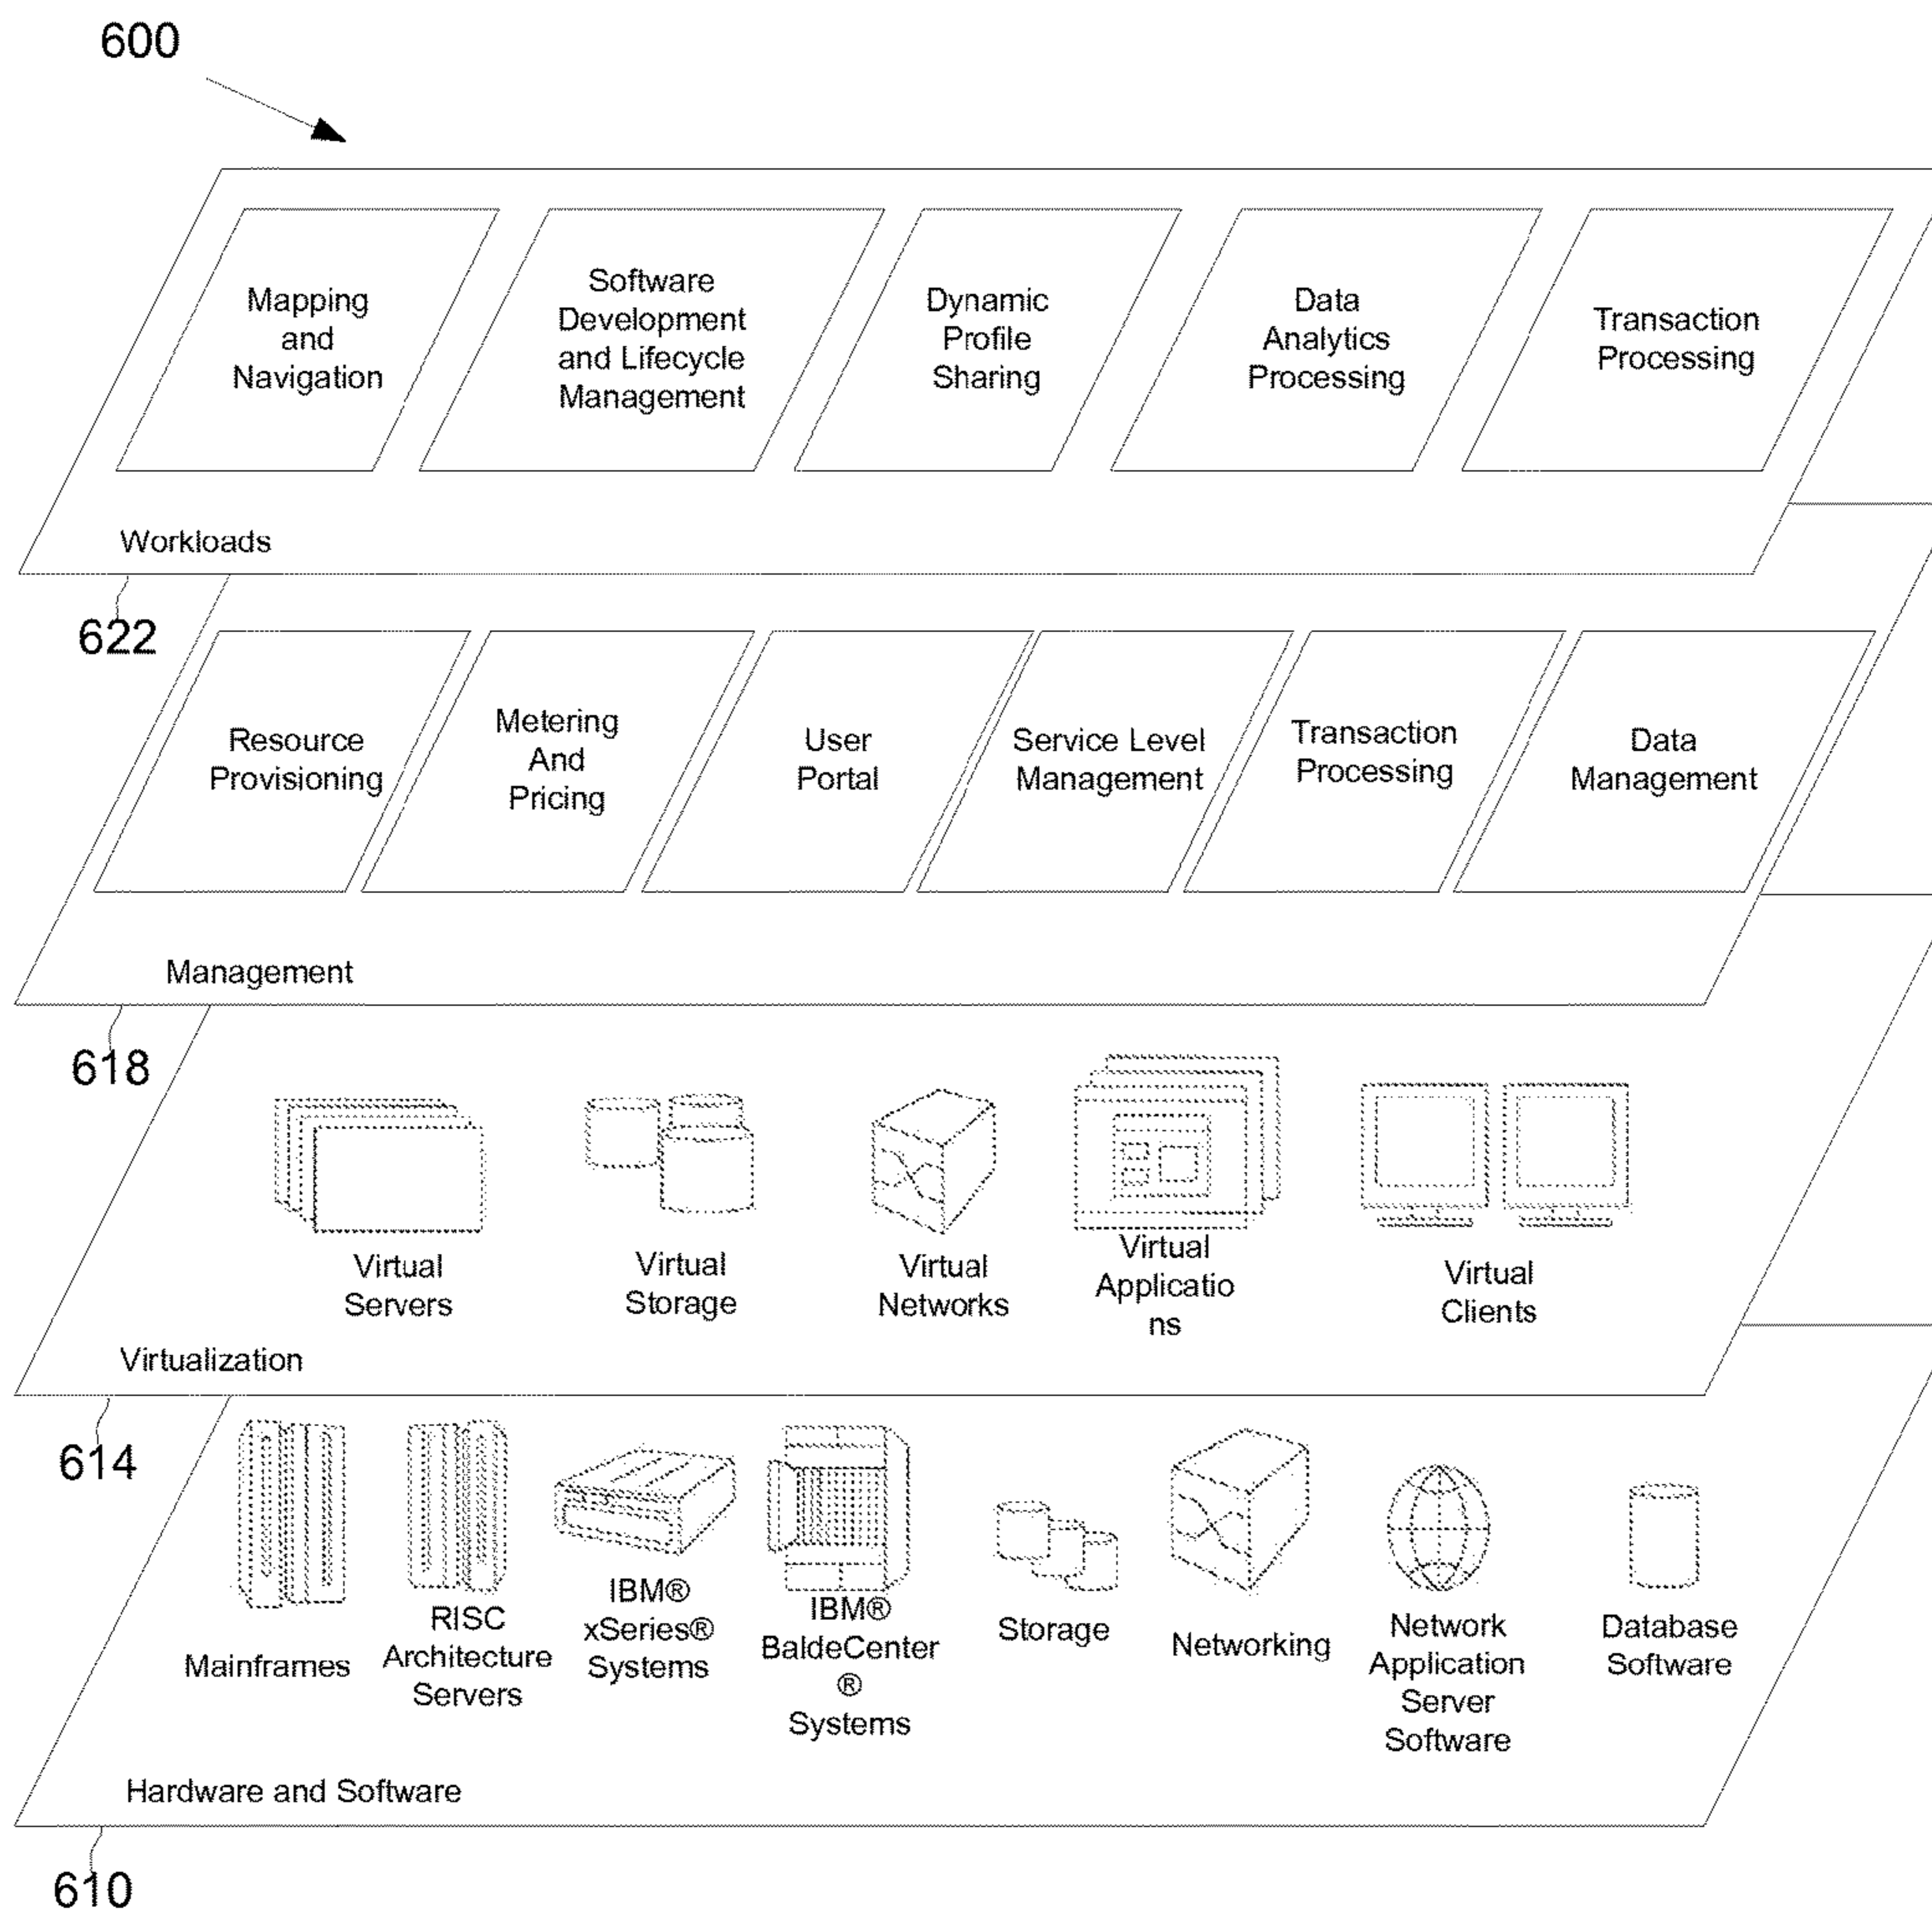 600
Mapping
and
Navigation
Software
Development
and Lifecycle
Management
Dynamic
Profile
Sharing
Data
Analytics
Processing
Transaction
Processing
Workloads
622
Resource
Provisioning
Metering
And
Pricing
User
Portal
Service Level
Management
Transaction
Processing
Data
Management
Management
618
Virtual
Servers
Virtual
Storage
Virtual
Networks
Virtual
Applicatio
ns
Virtual
Clients
Virtualization
614
Mainframes
RISC
Architecture
Servers
IBM®
xSeries®
Systems
IBM®
BaldeCenter
®
Systems
Storage
Networking
Network
Application
Server
Software
Database
Software
Hardware and Software
610